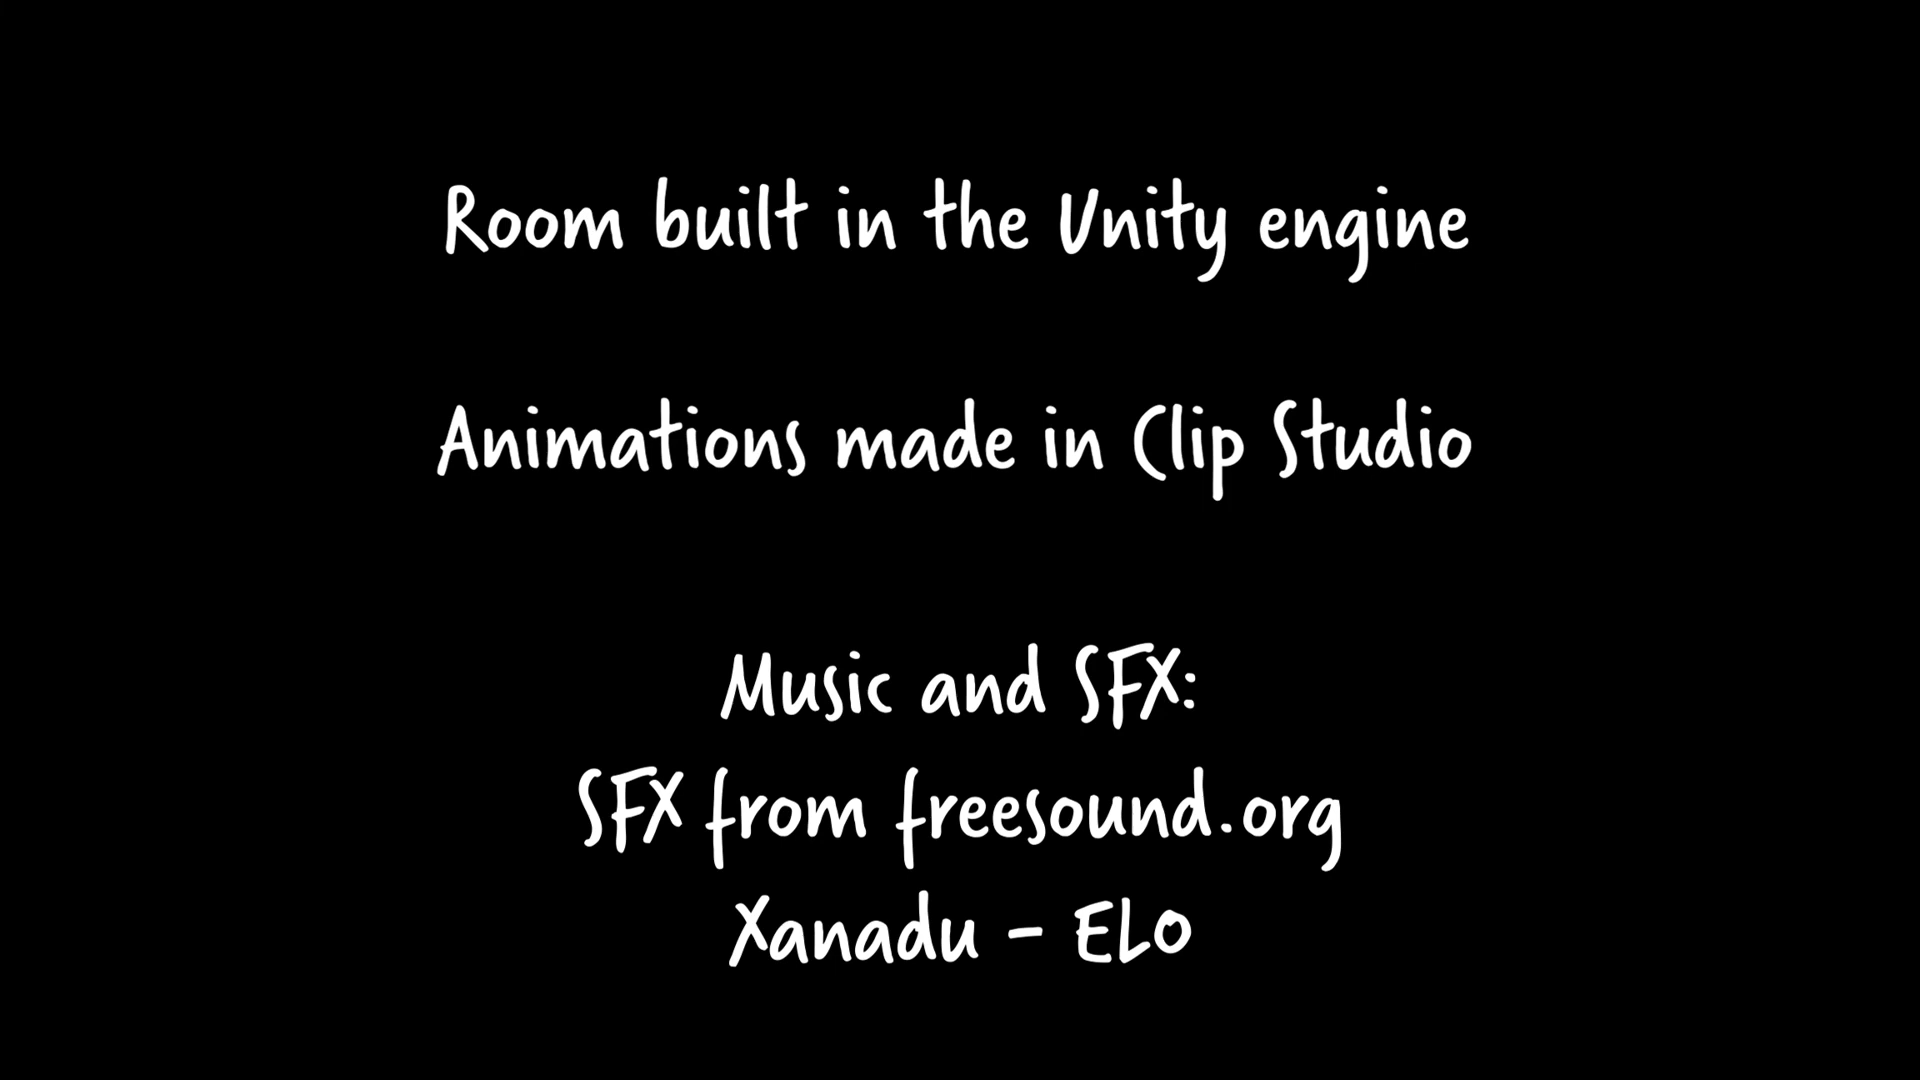 Room built in the Unity engine
Animations made in Clip Studio
Music and SFX:
SFX from freesound.org
Xanadu - ELO